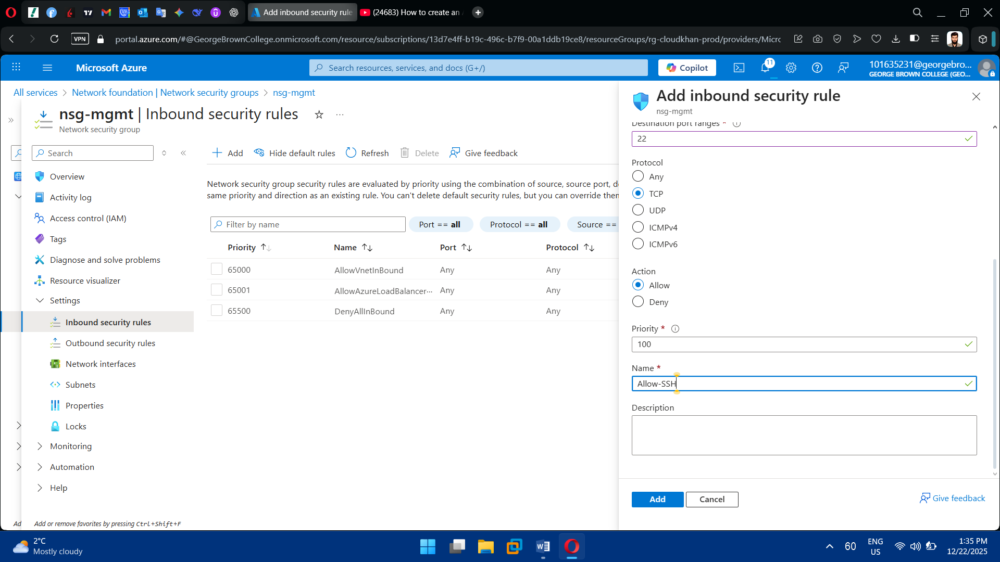 Add inbound security rule
(24683) How to create an
VPN
portal.azure.com/#@GeorgeBrownCollege.onmicrosoft.com/resource/subscriptions/13d7e4ff-b19c-496c-b7f9-00a1ddb19ce8/resourceGroups/rg-cloudkhan-prod/providers/Micro
Microsoft Azure
Search resources, services, and docs (G+/)
Copilot
11
101635231@georgebro...
GEORGE BROWN COLLEGE (GEO...
All services > Network foundation | Network security groups > nsg-mgmt
nsg-mgmt | Inbound security rules
Network security group
Search
Overview
Activity log
Access control (IAM)
Tags
Diagnose and solve problems
Resource visualizer
Settings
Inbound security rules
Outbound security rules
Network interfaces
Subnets
Properties
Locks
Monitoring
Automation
Help
Ad
Add or remove favorites by pressing Ctrl+Shift+F
Add
Hide default rules
Refresh
Delete
Give feedback
Network security group security rules are evaluated by priority using the combination of source, source port, d
same priority and direction as an existing rule. You can't delete default security rules, but you can override then
Filter by name
Port == all
Protocol == all
Source ==
Priority Name Port Protocol
65000 AllowVnetInBound Any Any
65001 AllowAzureLoadBalancer... Any Any
65500 DenyAllInBound Any Any
Add inbound security rule
nsg-mgmt
Destination port ranges *
22
Protocol
Any
TCP
UDP
ICMPv4
ICMPv6
Action
Allow
Deny
Priority *
100
Name *
Allow-SSH
Description
Add
Cancel
Give feedback
2°C
Mostly cloudy
60
ENG
US
1:35 PM
12/22/2025